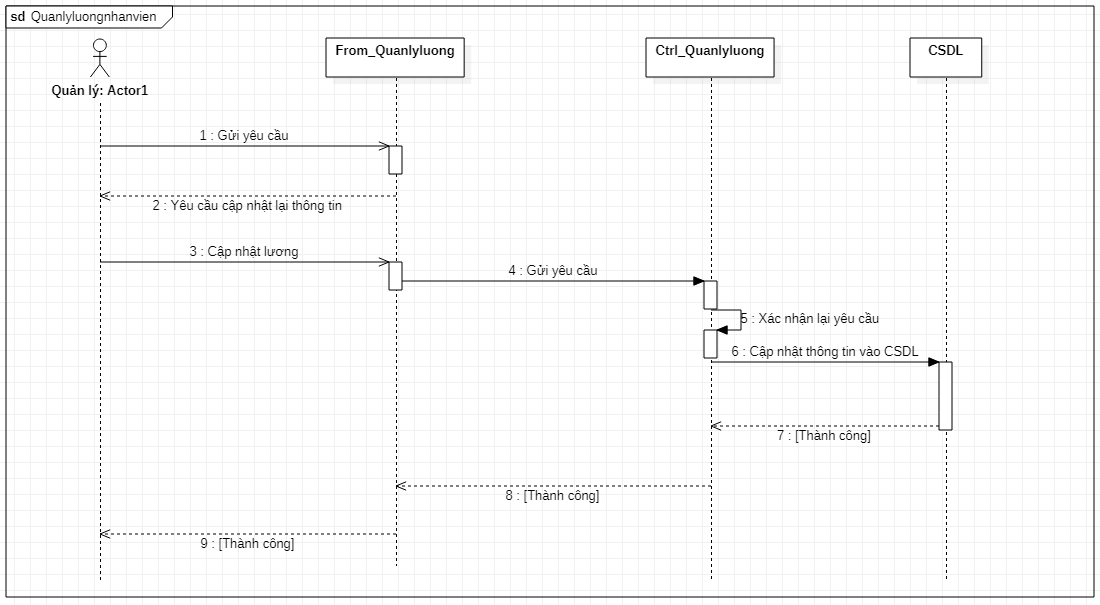 sd Quanlyluongnhanvien
From_Quanlyluong
Ctrl_Quanlyluong
CSDL
Quản lý: Actor1
1 : Gửi yêu cầu
2 : Yêu cầu cập nhật lại thông tin
3 : Cập nhật lương
4 : Gửi yêu cầu
5 : Xác nhận lại yêu cầu
6 : Cập nhật thông tin vào CSDL
7 : [Thành công]
8 : [Thành công]
9 : [Thành công]